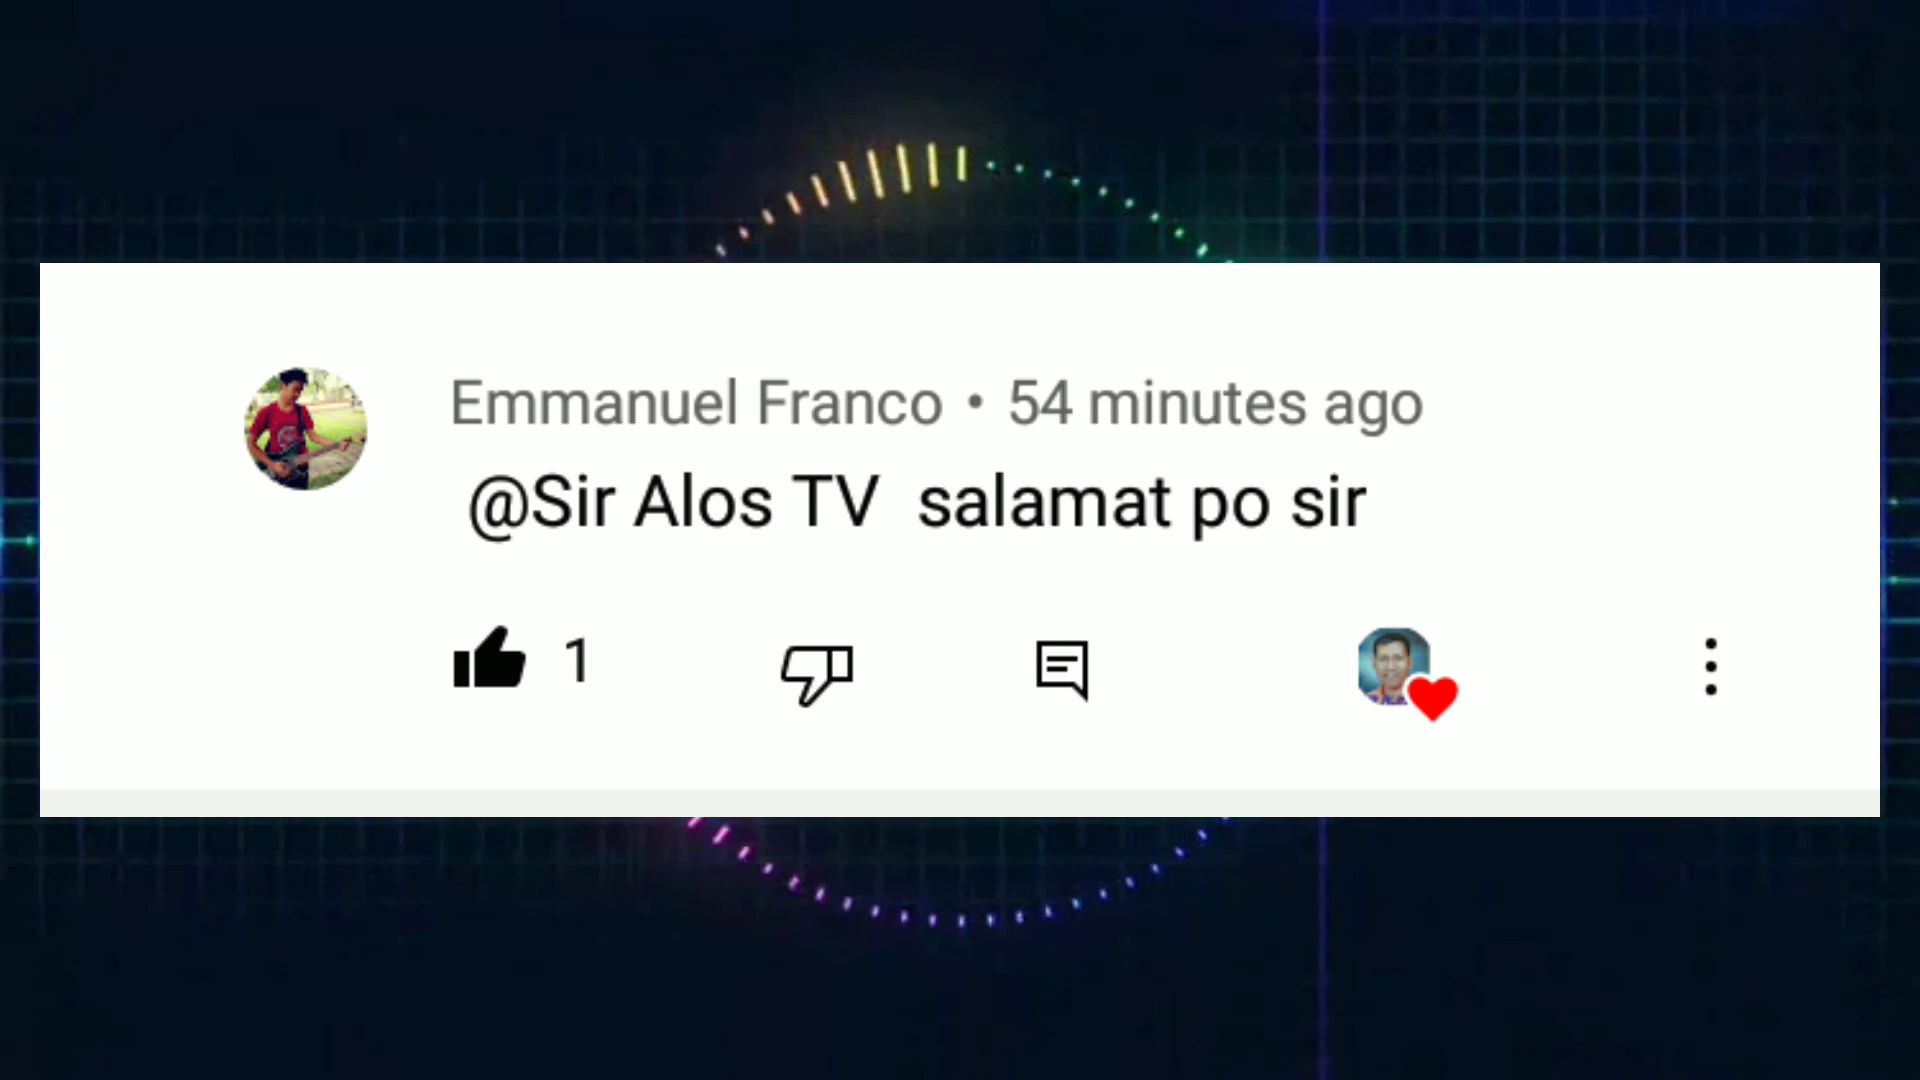 Emmanuel Franco • 54 minutes ago
@Sir Alos TV salamat po sir
1